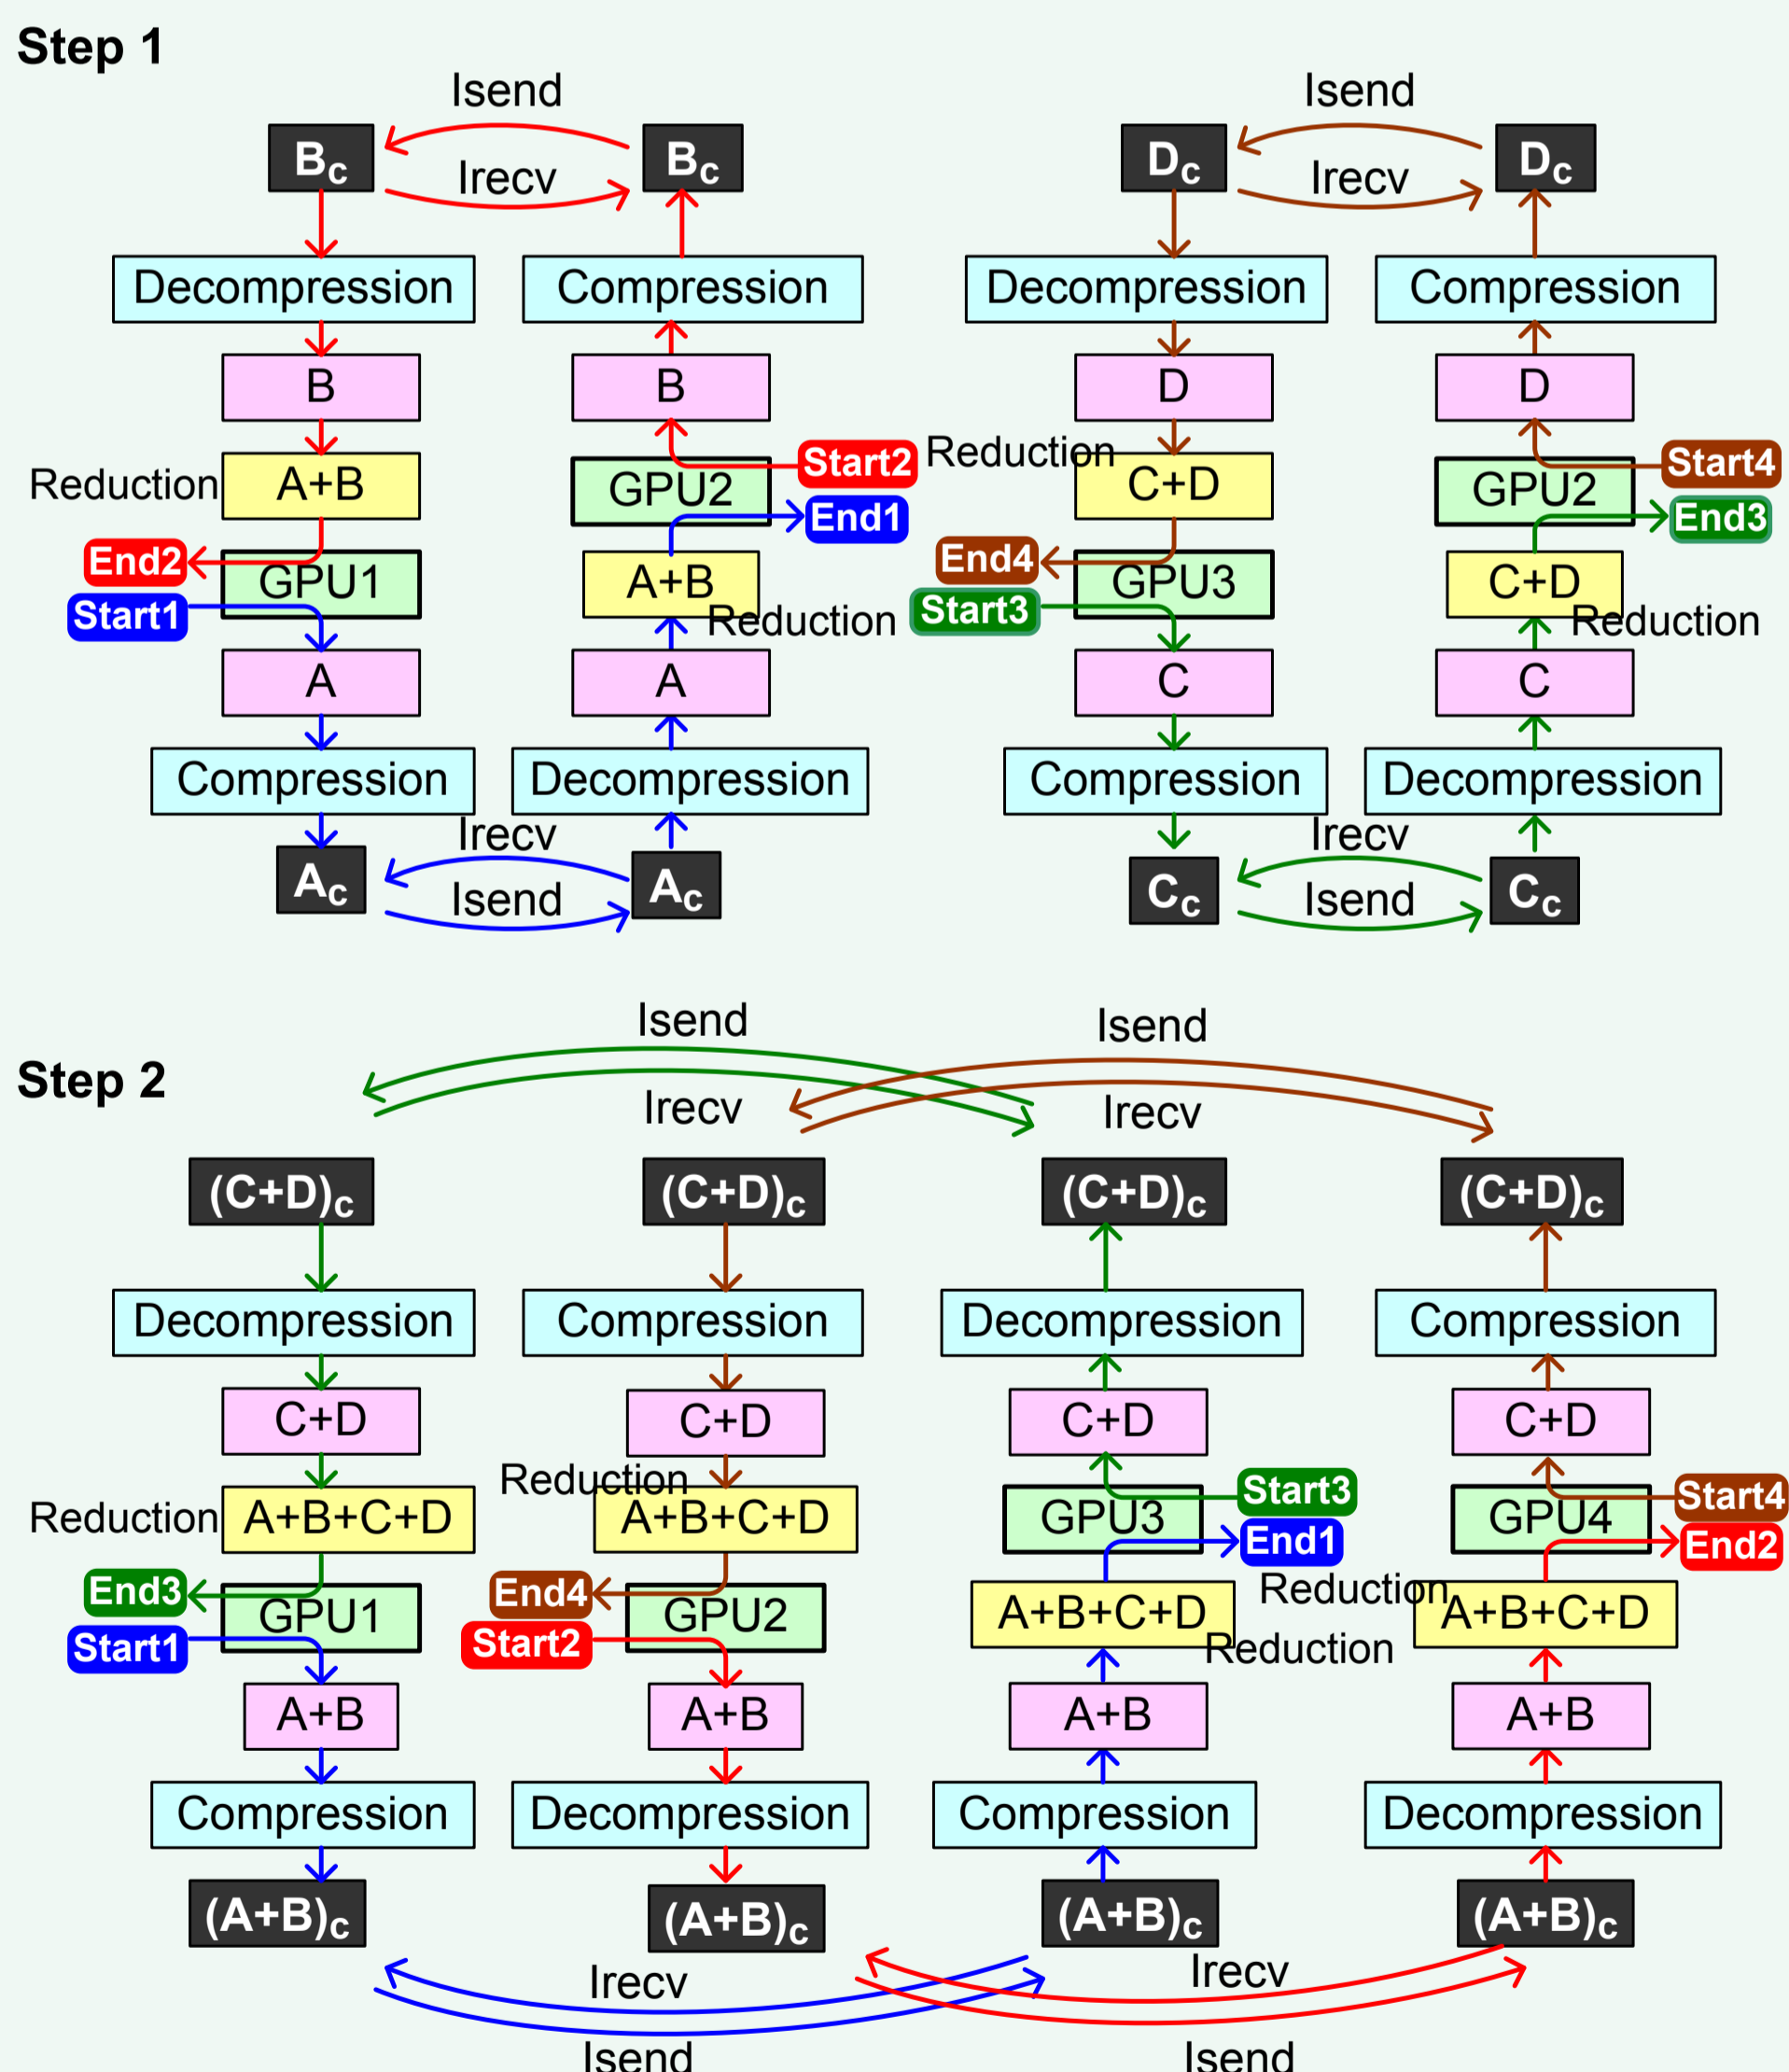 Step 1
Isend Isend
Bc Bc Dc Dc
Irecv Irecv
Decompression Compression Decompression Compression
B B D D
Reduction A+B GPU2 Start2 Reduction C+D GPU2 Start4
End1 End3
End2 GPU1 A+B End4 GPU3 C+D
Start1 Reduction Start3 Reduction
A A C C
Compression Decompression Compression Decompression
Irecv Irecv
Ac Ac Cc Cc
Isend Isend
Isend Isend
Step 2
Irecv Irecv
(C+D)c (C+D)c (C+D)c (C+D)c
Decompression Compression Decompression Compression
C+D C+D C+D C+D
Reduction Start3 Start4
Reduction A+B+C+D A+B+C+D GPU3 GPU4
End1 End2
End3 GPU1 End4 GPU2 A+B+C+D Reduction A+B+C+D
Start1 Start2 Reduction
A+B A+B A+B A+B
Compression Decompression Compression Decompression
(A+B)c (A+B)c (A+B)c (A+B)c
Irecv Irecv
Isend Isend